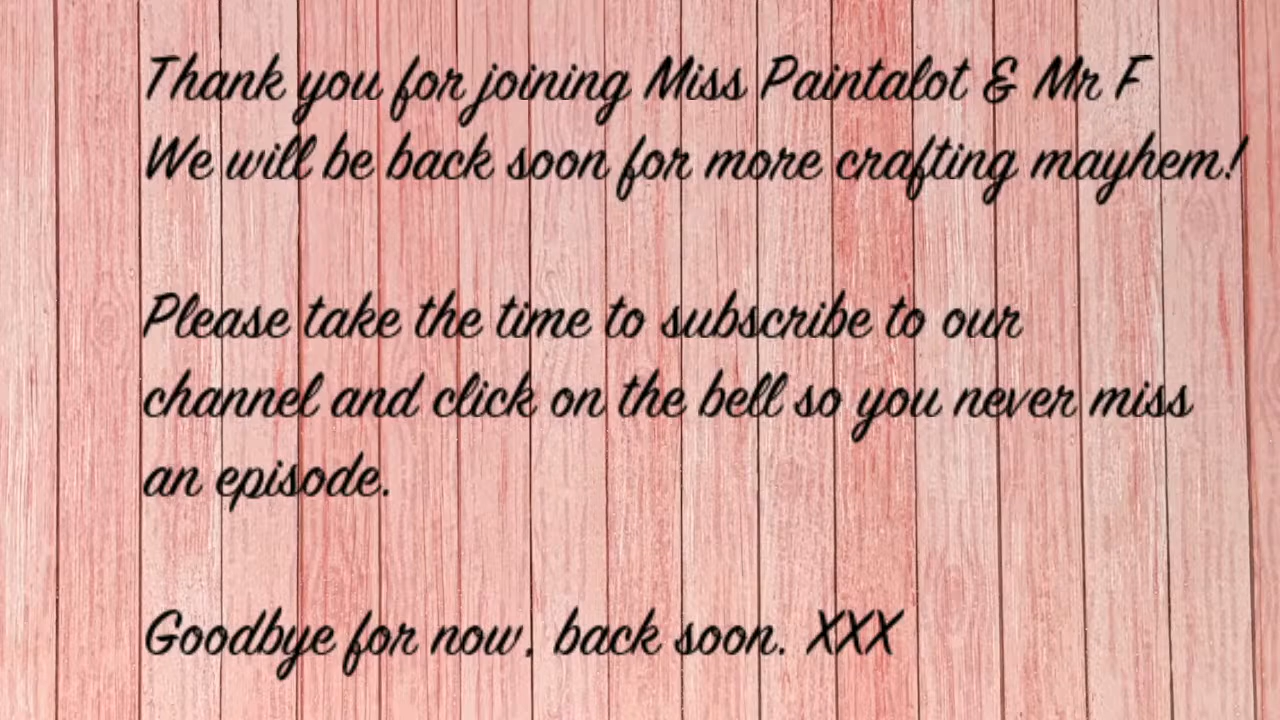 Thank you for joining Miss Paintalot & Mr F
We will be back soon for more crafting mayhem!
Please take the time to subscribe to our
channel and click on the bell so you never miss
an episode.
Goodbye for now, back soon. XXX